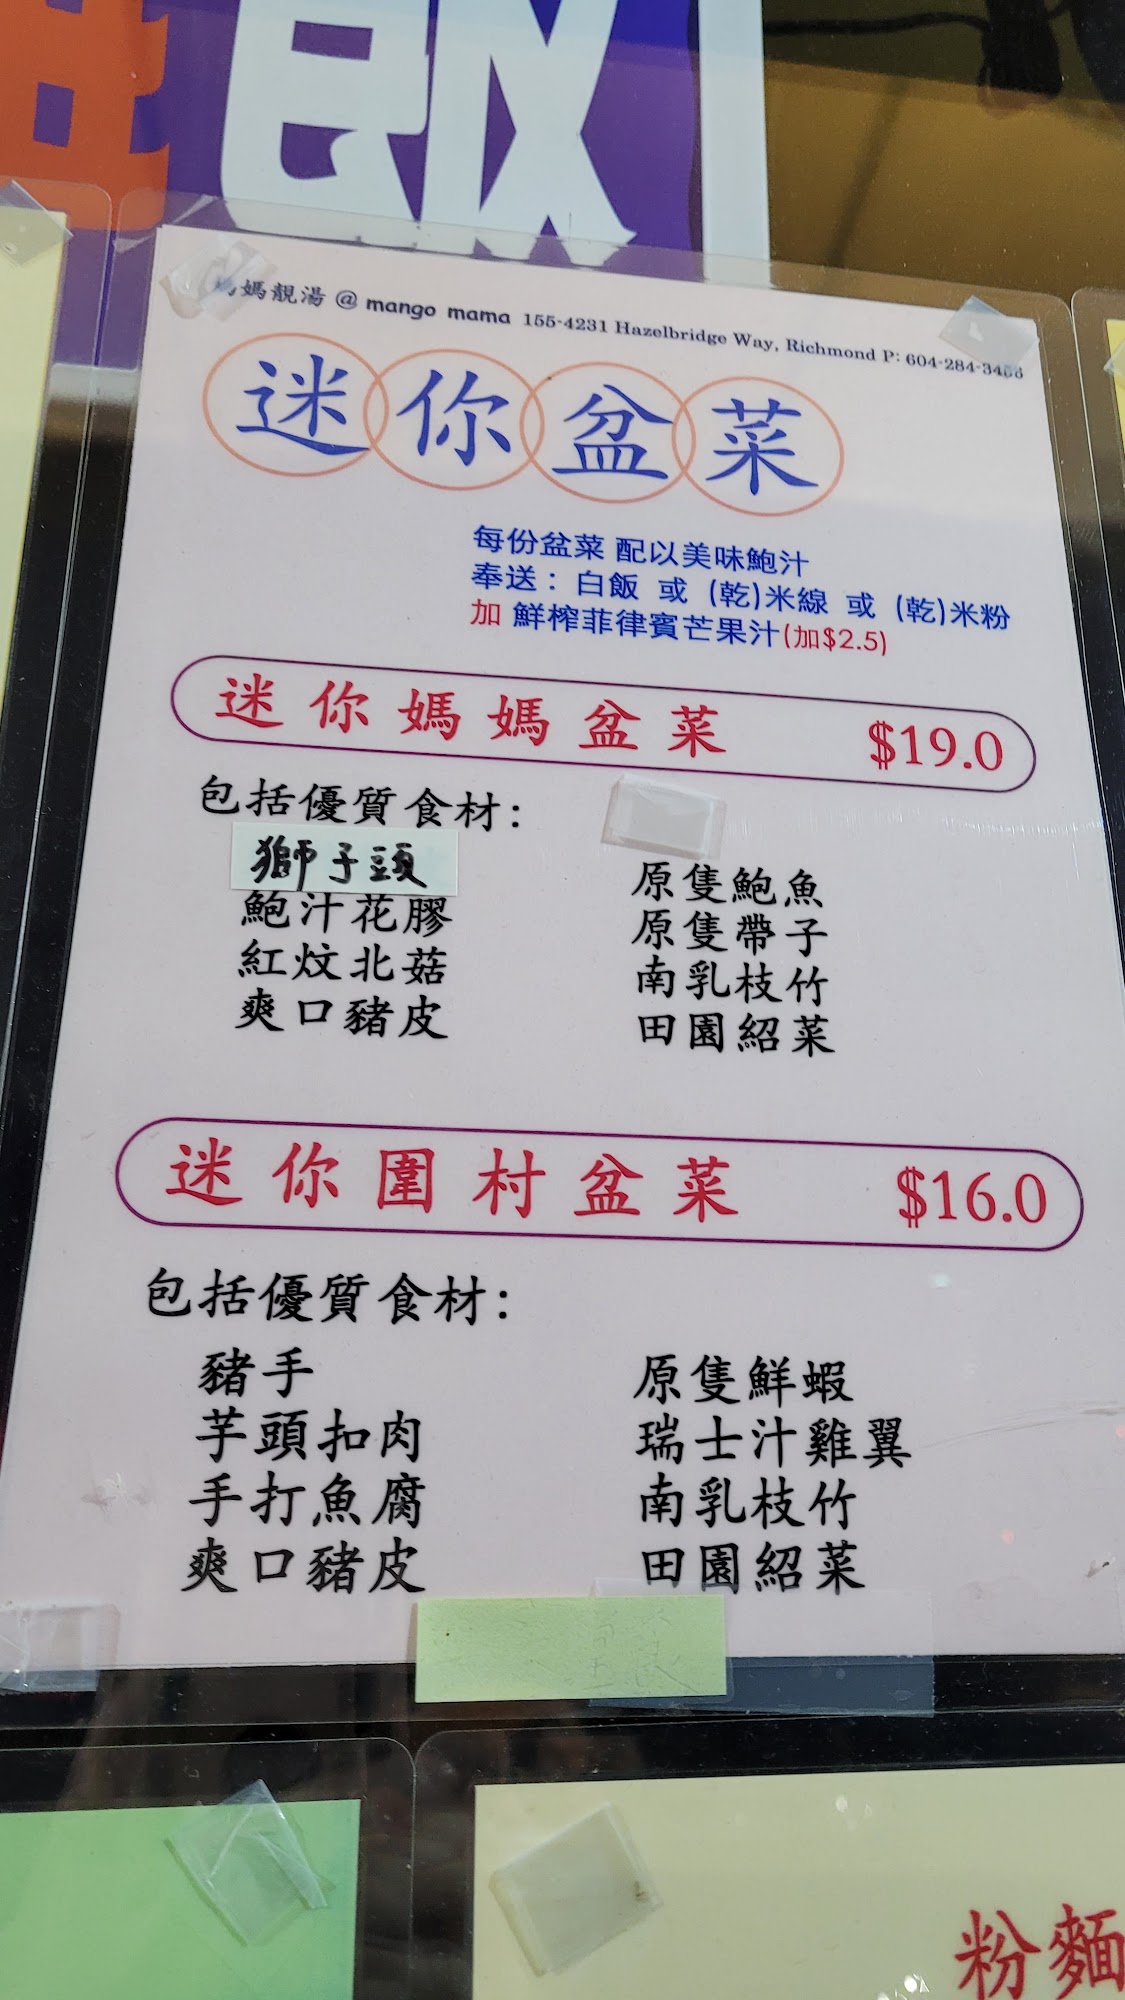 飯
媽靚湯 @ mango mama 155-4231 Hazelbridge Way, Richmond P: 604-284-34
迷你盆菜
每份盆菜 配以美味鮑汁
奉送：白飯 或 (乾)米線 或 (乾)米粉
加 鮮榨菲律賓芒果汁(加$2.5)
迷你媽媽盆菜 $19.0
包括優質食材:
獅子頭
鮑汁花膠
紅炆北菇
爽口豬皮
原隻鮑魚
原隻帶子
南乳枝竹
田園紹菜
迷你圍村盆菜 $16.0
包括優質食材:
豬手
芋頭扣肉
手打魚腐
爽口豬皮
原隻鮮蝦
瑞士汁雞翼
南乳枝竹
田園紹菜
粉麵